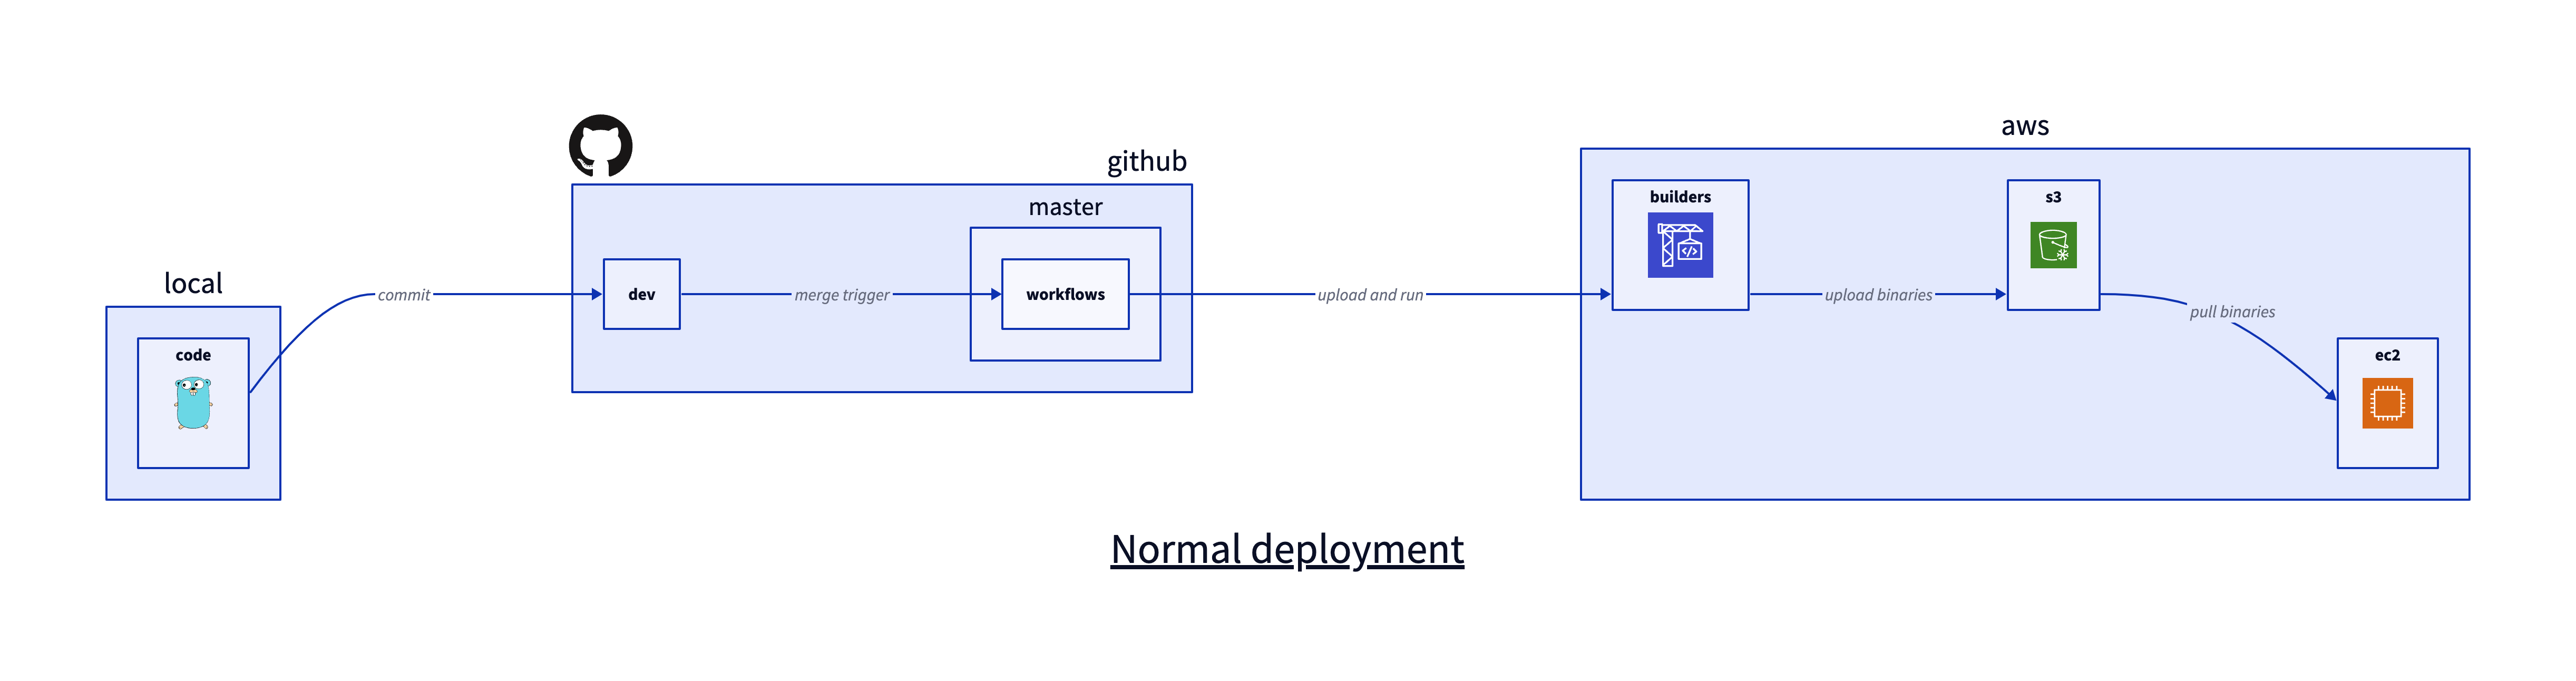 local
code
commit
github
dev
merge trigger
master
workflows
upload and run
aws
builders
</>
upload binaries
s3
pull binaries
ec2
Normal deployment